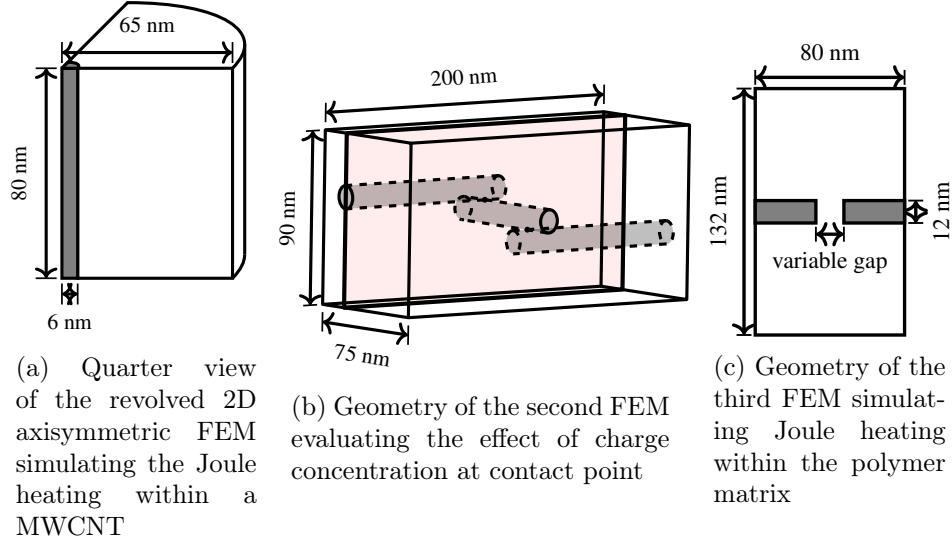 65 nm
80 nm
6 nm
(a) Quarter view
of the revolved 2D
axisymmetric FEM
simulating the Joule
heating within a
MWCNT
200 nm
90 nm
75 nm
(b) Geometry of the second FEM
evaluating the effect of charge
concentration at contact point
80 nm
132 nm
12 nm
variable gap
(c) Geometry of the
third FEM simulat-
ing Joule heating
within the polymer
matrix